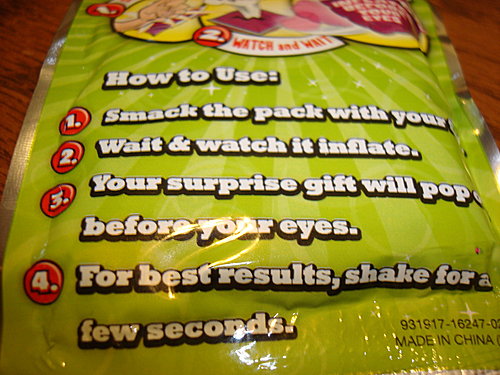 2. WATCH and WAIT
How to Use:
1. Smack the pack with your
2. Wait & watch it inflate.
3. Your surprise gift will pop
before your eyes.
4. For best results, shake for a
few seconds.
931917-16247-02
MADE IN CHINA